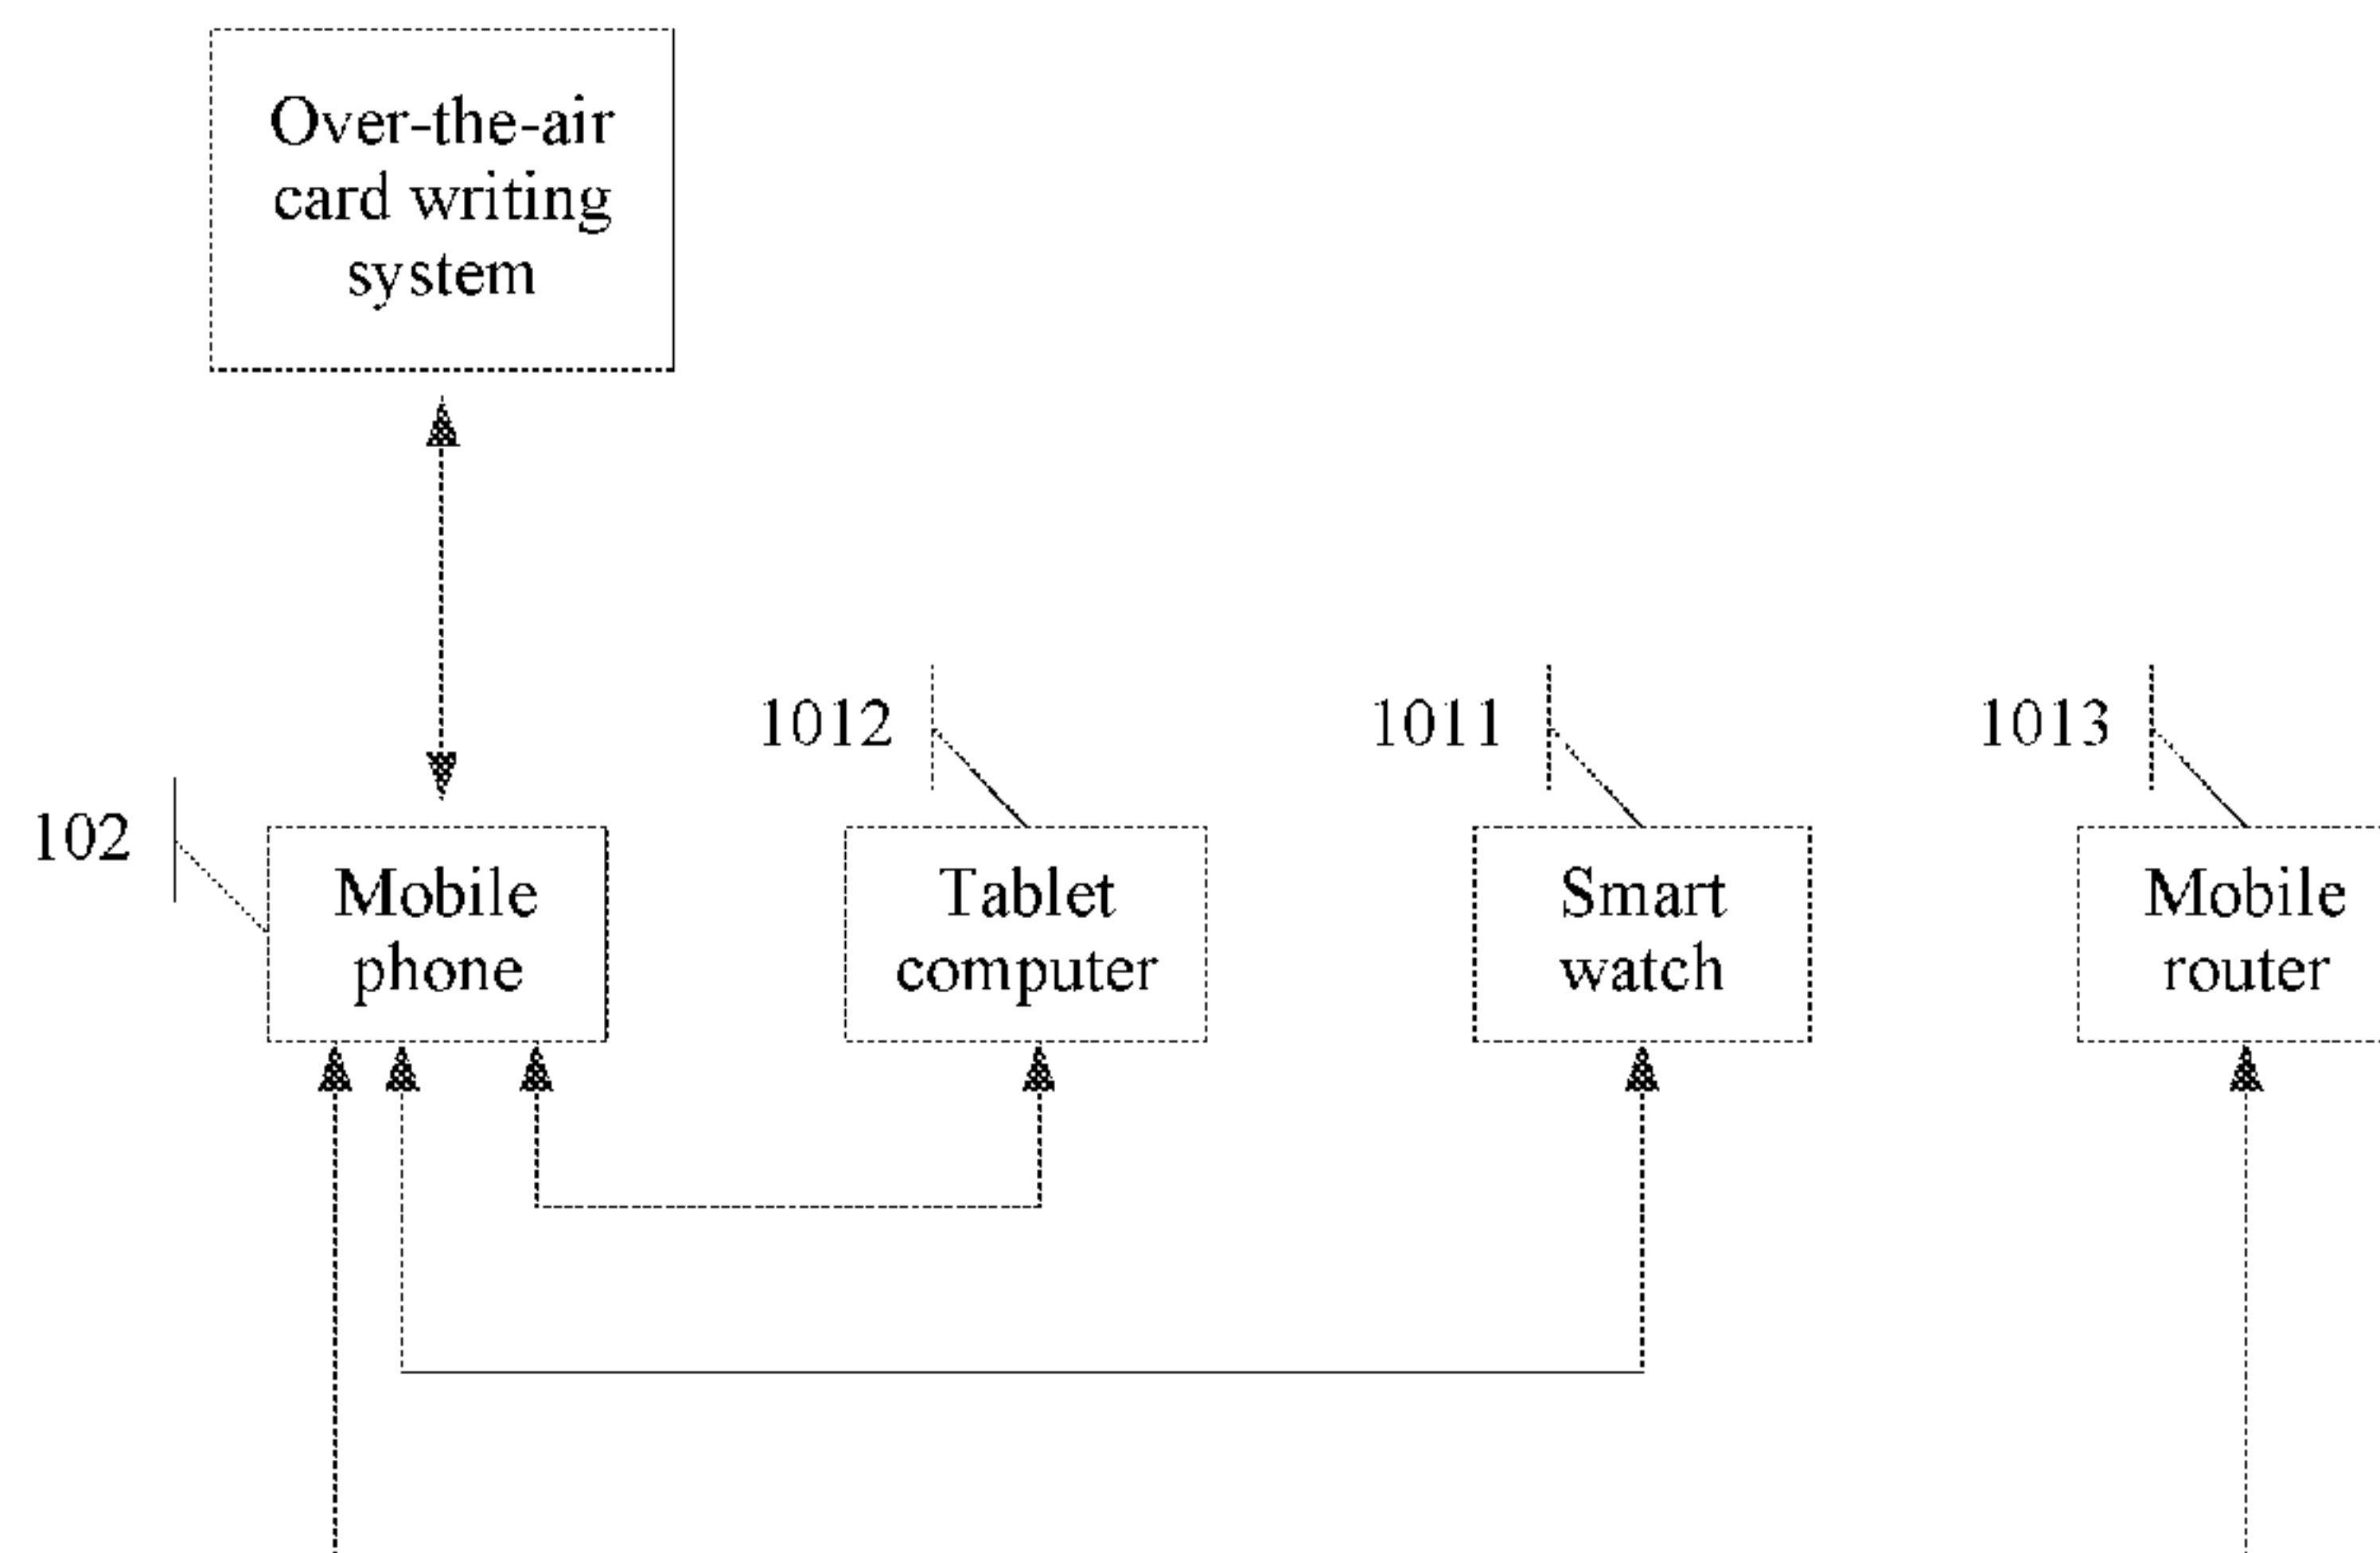 Over-the-air
card writing
system
1012
1011
1013
102
Mobile
phone
Tablet
computer
Smart
watch
Mobile
router